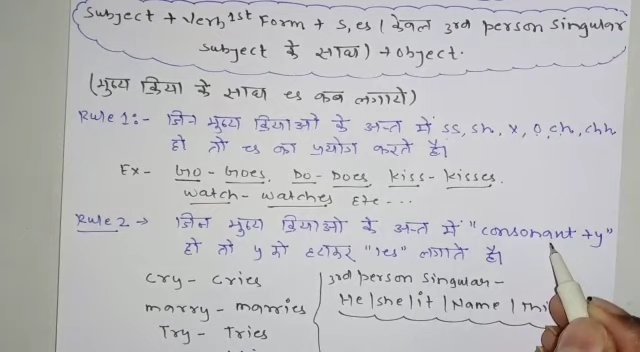 Subject + Verb 1st Form + s, es ( केवल 3rd person singular
subject के साथ) + object.
(मुख्य क्रिया के साथ es कब लगाये)
Rule 1:- जिन मुख्य क्रियाओ के अन्त में ss, sh, x, o, ch, chh
हो तो es का प्रयोग करते है।
Ex- Go - Goes, Do - Does, kiss - kisses.
watch - watches Etc ...
Rule 2 → जिन मुख्य क्रियाओ के अन्त में "consonant + y"
हो तो y को हटाकर "ies" लगाते है।
cry - cries
3rd person singular -
marry - marries
He | she | it | Name |
Try - Tries